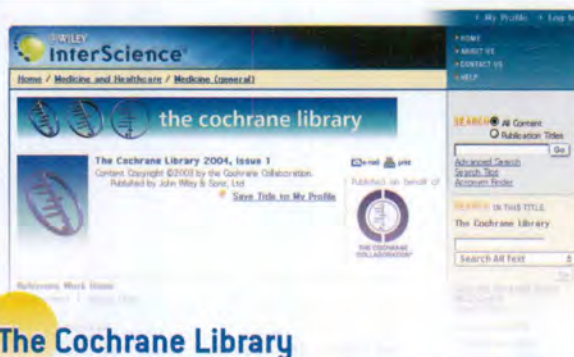 My Profile
WILEY
InterScience®
HOME
ABOUT US
CONTACT US
HELP
Home / Medicine and Healthcare / Medicine (general)
the cochrane library
SEARCH All Content
Publication Titles
Go
Advanced Search
Search Tips
Acronym Finder
The Cochrane Library 2004, Issue 1
Content Copyright ©2003 by the Cochrane Collaboration.
Published by John Wiley & Sons, Ltd
Save Title to My Profile
e-mail print
Published on behalf of
THE COCHRANE
COLLABORATION®
SEARCH IN THIS TITLE
The Cochrane Library
Search All Text
Go
The Cochrane Library